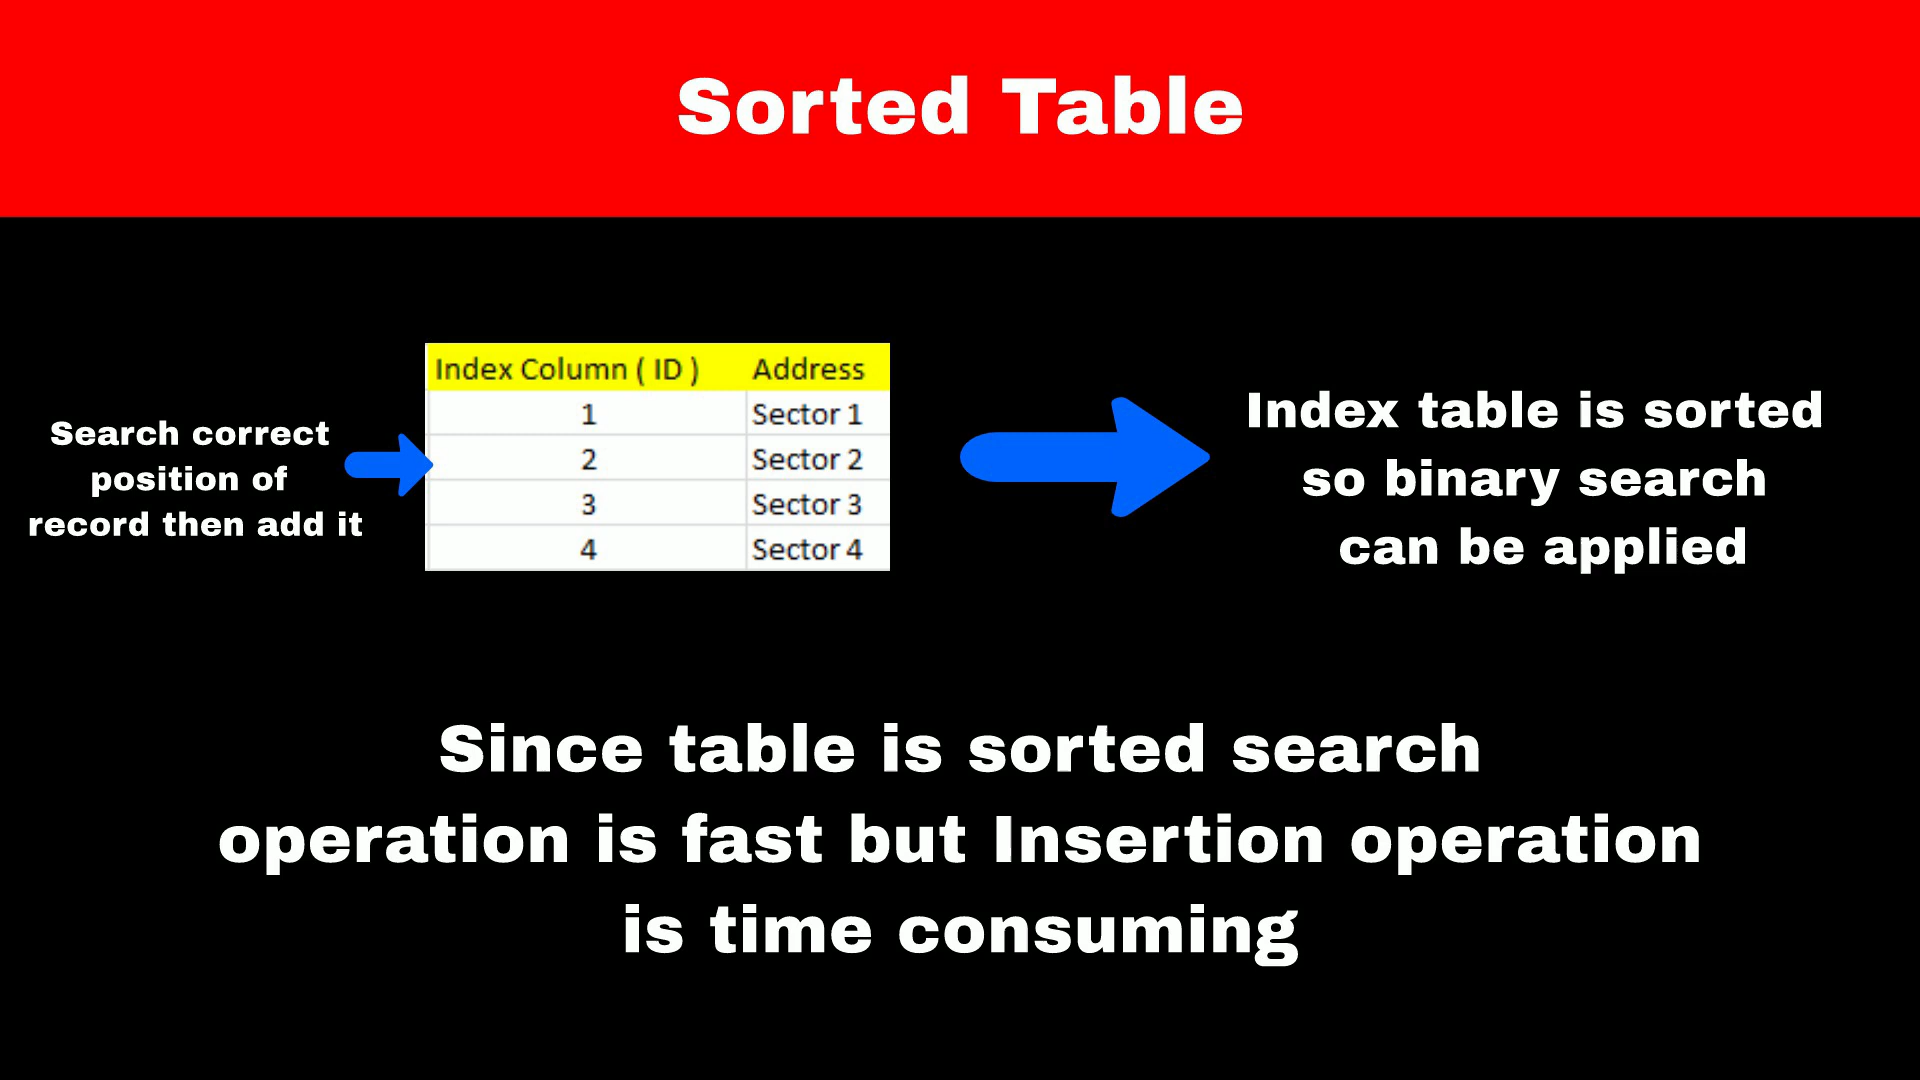 Sorted Table
Search correct
position of
record then add it
Index Column ( ID ) Address
1 Sector 1
2 Sector 2
3 Sector 3
4 Sector 4
Index table is sorted
so binary search
can be applied
Since table is sorted search
operation is fast but Insertion operation
is time consuming